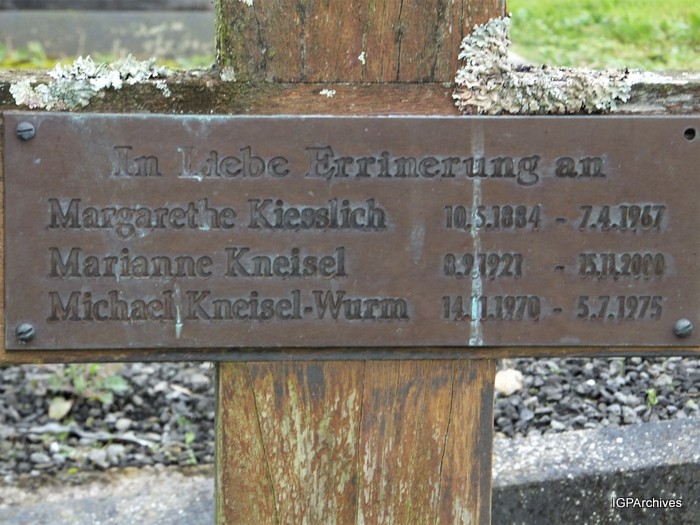 In Liebe Errinerung an
Margarethe Kiesslich 10.5.1884 - 7.4.1967
Marianne Kneisel 8.9.1921 - 15.11.2000
Michael Kneisel-Wurm 14.11.1970 - 5.7.1975
IGPArchives